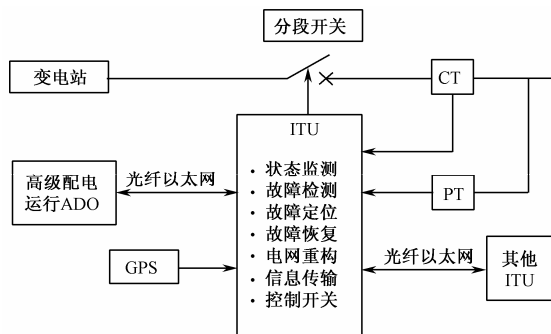 分段开关
变电站
CT
ITU
· 状态监测
· 故障检测
· 故障定位
· 故障恢复
· 电网重构
· 信息传输
· 控制开关
高级配电
运行ADO
光纤以太网
PT
GPS
光纤以太网
其他
ITU